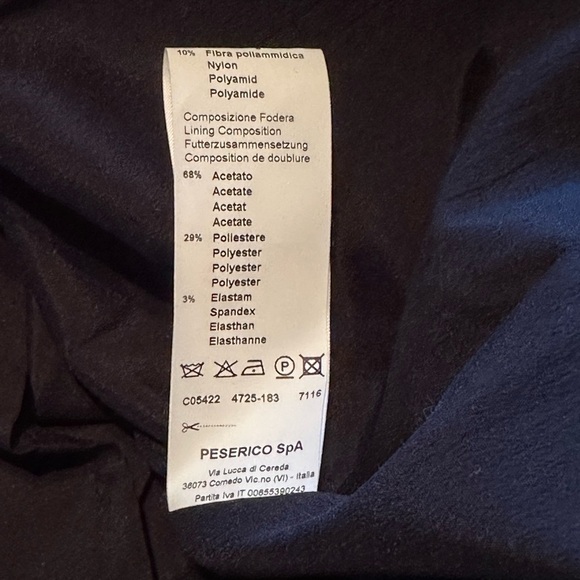 10% Fibra poliammidica
Nylon
Polyamid
Polyamide
Composizione Fodera
Lining Composition
Futterzusammensetzung
Composition de doublure
68% Acetato
Acetate
Acetat
Acetate
29% Poliestere
Polyester
Polyester
Polyester
3% Elastam
Spandex
Elasthan
Elasthanne
P
C05422 4725-183 7116
PESERICO SpA
Via Lucca di Cereda
36073 Cornedo Vic.no (VI) - Italia
Partita Iva IT 00855390243